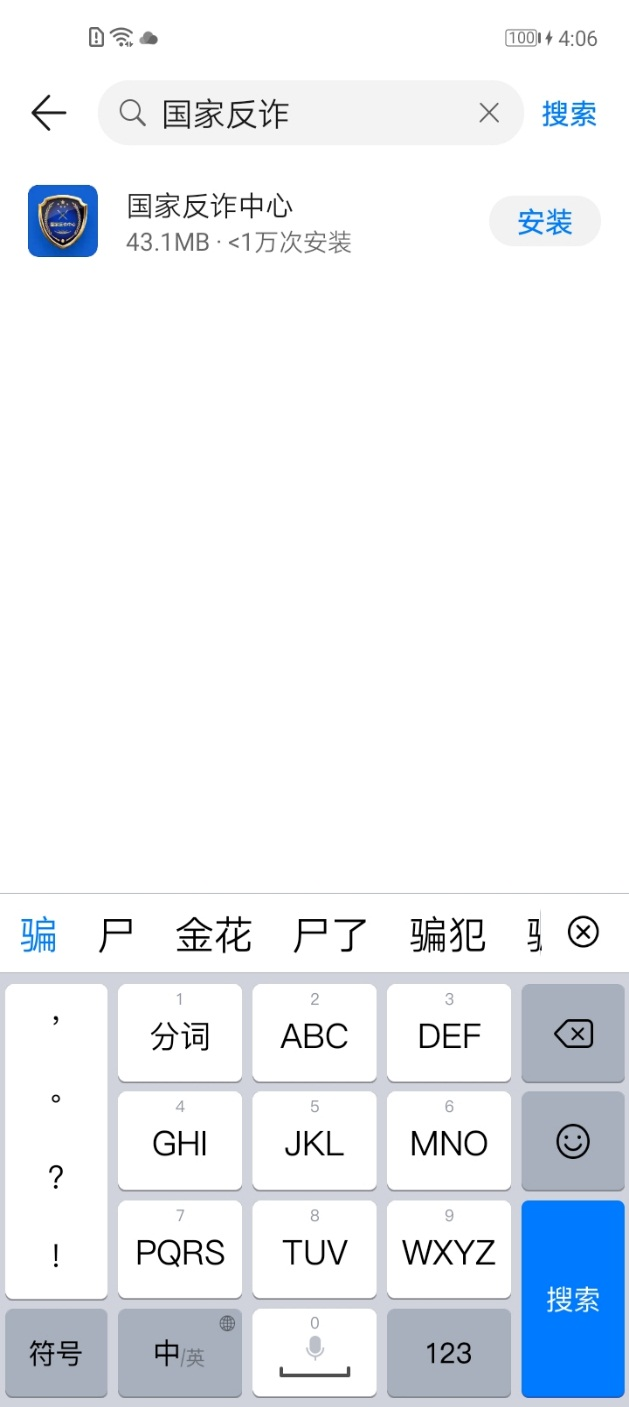 100 4:06
国家反诈 搜索
国家反诈中心
43.1MB · <1万次安装
安装
骗 尸 金花 尸了 骗犯
，
。
?
!
1
分词
2
ABC
3
DEF
4
GHI
5
JKL
6
MNO
7
PQRS
8
TUV
9
WXYZ
搜索
符号
中/英
0
123